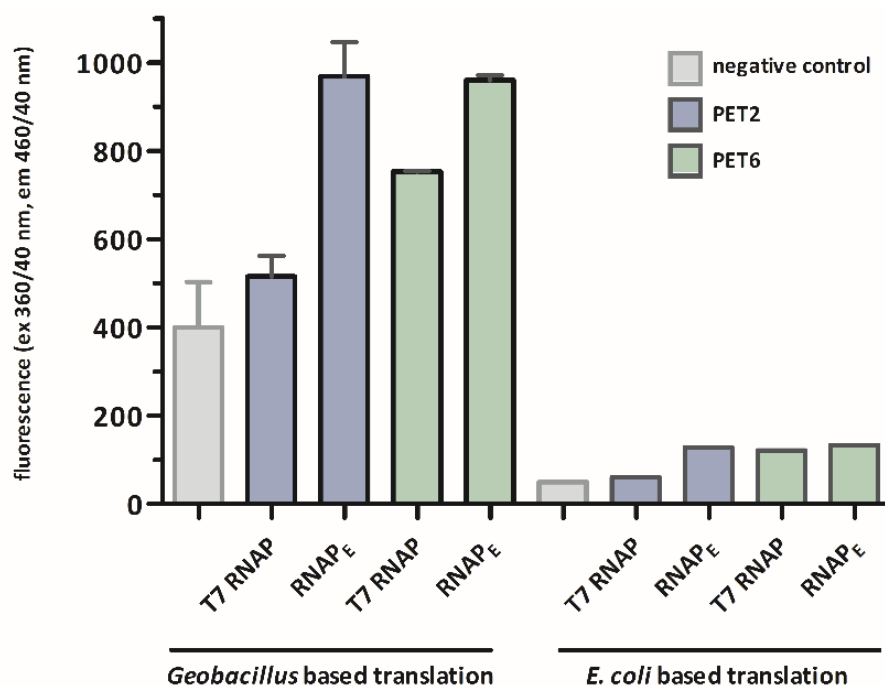 fluorescence (ex 360/40 nm, em 460/40 nm)
1000
800
600
400
200
0
negative control
PET2
PET6
T7 RNAP
RNAPE
T7 RNAP
RNAPE
T7 RNAP
RNAPE
T7 RNAP
RNAPE
Geobacillus based translation
E. coli based translation